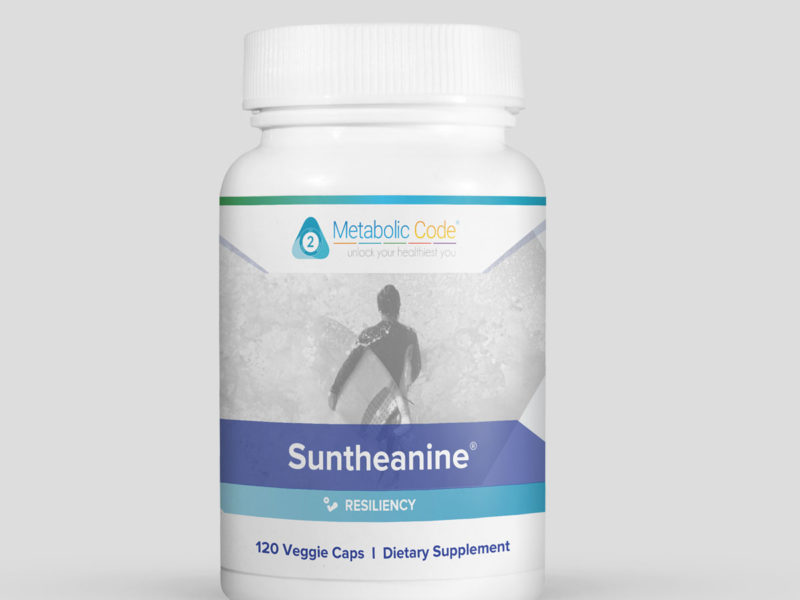 2
Metabolic Code®
unlock your healthiest you
Suntheanine®
RESILIENCY
120 Veggie Caps | Dietary Supplement